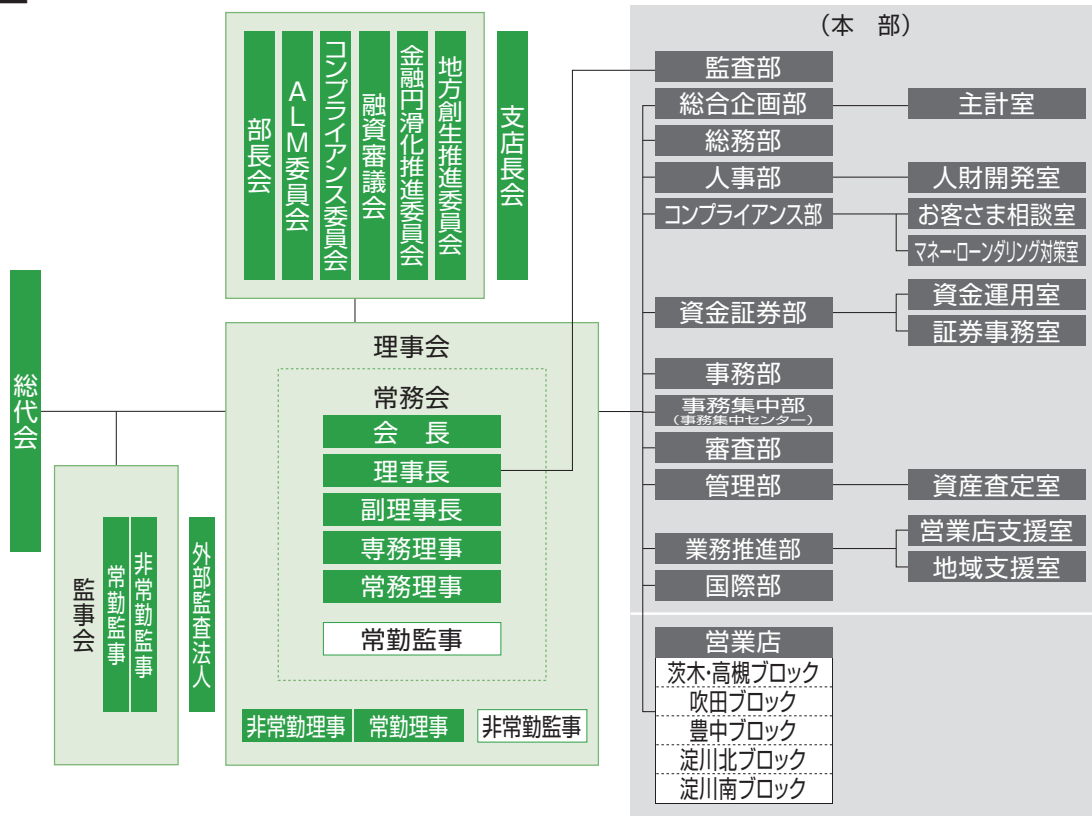 部長会
ALM委員会
コンプライアンス委員会
融資審議会
金融円滑化推進委員会
地方創生推進委員会
支店長会
総代会
監事会
常勤監事
非常勤監事
外部監査法人
理事会
常務会
会　長
理事長
副理事長
専務理事
常務理事
常勤監事
非常勤理事
常勤理事
非常勤監事
（本　部）
監査部
総合企画部
主計室
総務部
人事部
人財開発室
コンプライアンス部
お客さま相談室
マネー・ローンダリング対策室
資金証券部
資金運用室
証券事務室
事務部
事務集中部
（事務集中センター）
審査部
管理部
資産査定室
業務推進部
営業店支援室
地域支援室
国際部
営業店
茨木・高槻ブロック
吹田ブロック
豊中ブロック
淀川北ブロック
淀川南ブロック